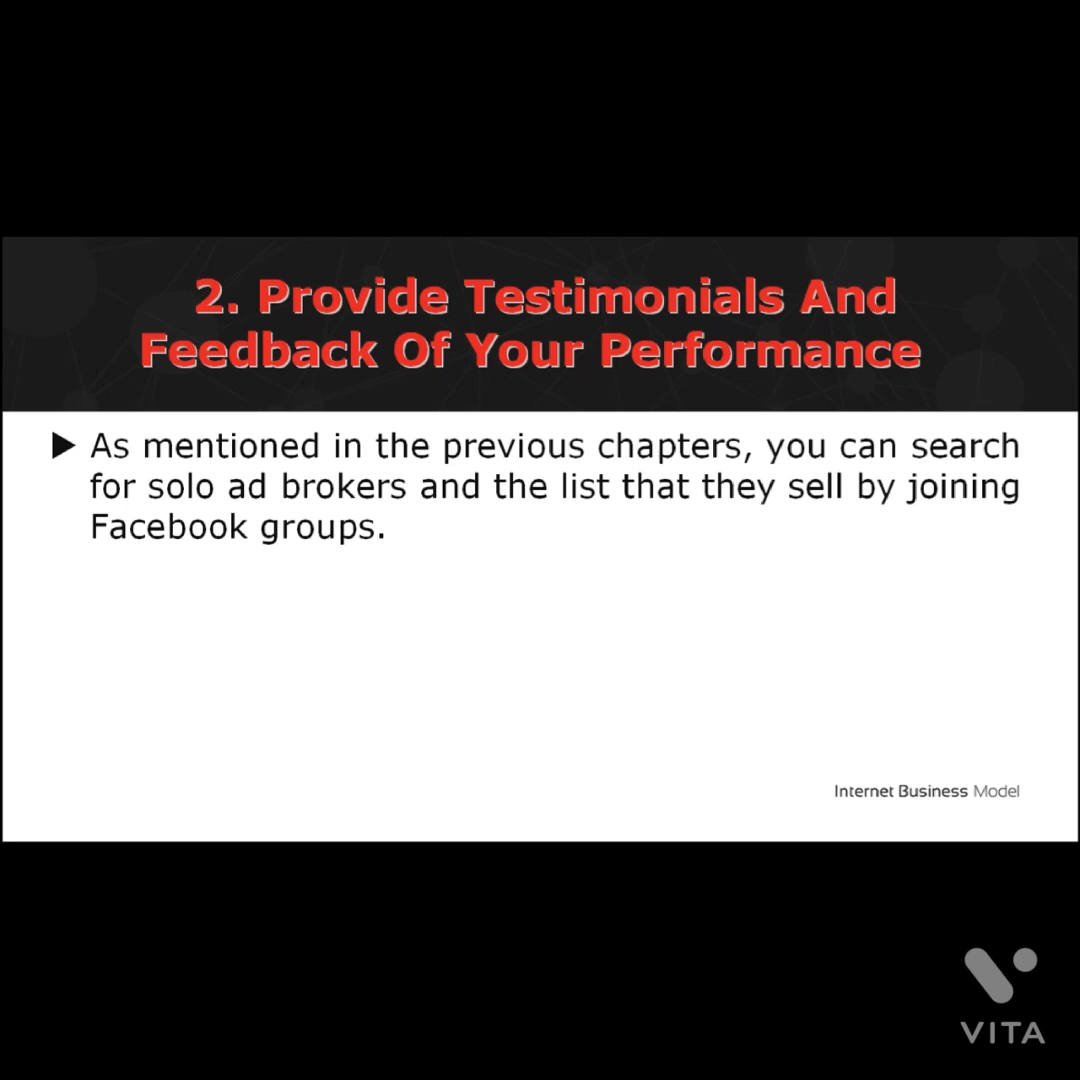 2. Provide Testimonials And
Feedback Of Your Performance
▶ As mentioned in the previous chapters, you can search
for solo ad brokers and the list that they sell by joining
Facebook groups.
Internet Business Model
VITA